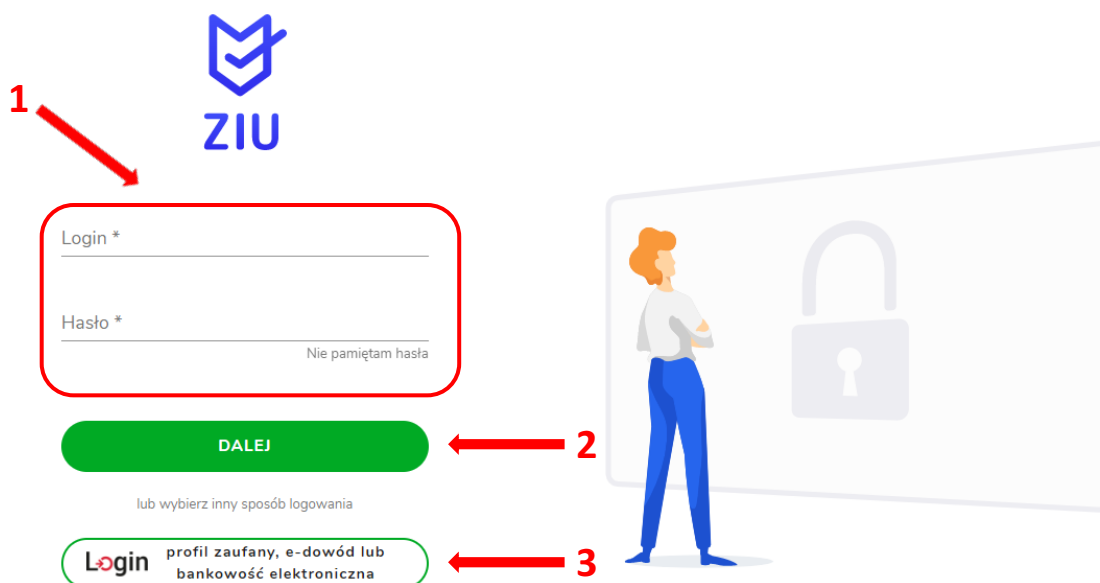 ZIU
1
Login *
Hasło *
Nie pamiętam hasła
DALEJ
2
lub wybierz inny sposób logowania
Login
profil zaufany, e-dowód lub
bankowość elektroniczna
3